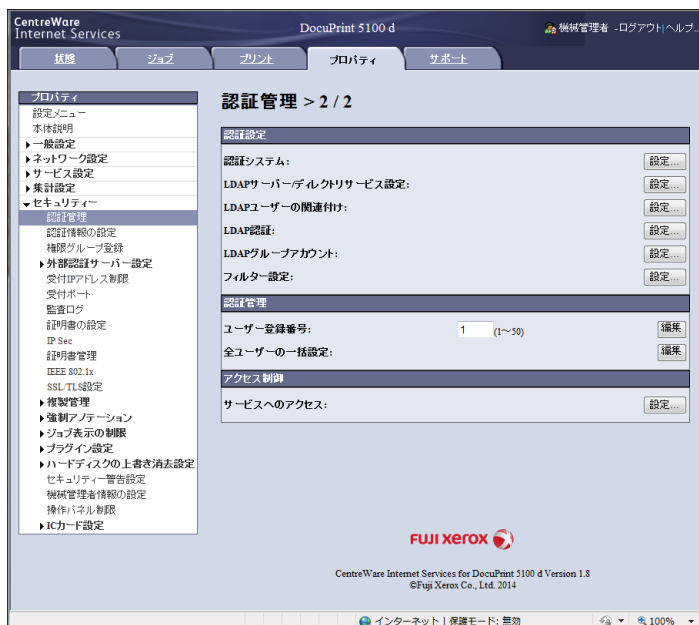 CentreWare
Internet Services
DocuPrint 5100 d
機械管理者 -ログアウト|ヘルプ...
状態 ジョブ プリント プロパティ サポート
プロパティ
設定メニュー
本体説明
一般設定
ネットワーク設定
サービス設定
集計設定
セキュリティー
認証管理
認証情報の設定
権限グループ登録
外部認証サーバー設定
受付IPアドレス制限
受付ポート
監査ログ
証明書の設定
IP Sec
証明書管理
IEEE 802.1x
SSL/TLS設定
複製管理
強制アノテーション
ジョブ表示の制限
プラグイン設定
ハードディスクの上書き消去設定
セキュリティー警告設定
機械管理者情報の設定
操作パネル制限
ICカード設定
認証管理 > 2 / 2
認証設定
認証システム: 設定...
LDAPサーバー/ディレクトリサービス設定: 設定...
LDAPユーザーの関連付け: 設定...
LDAP認証: 設定...
LDAPグループアカウント: 設定...
フィルター設定: 設定...
認証管理
ユーザー登録番号: 1 (1～50) 編集
全ユーザーの一括設定: 編集
アクセス制御
サービスへのアクセス: 設定...
FUJI XEROX
CentreWare Internet Services for DocuPrint 5100 d Version 1.8
©Fuji Xerox Co., Ltd. 2014
インターネット | 保護モード: 無効 100%